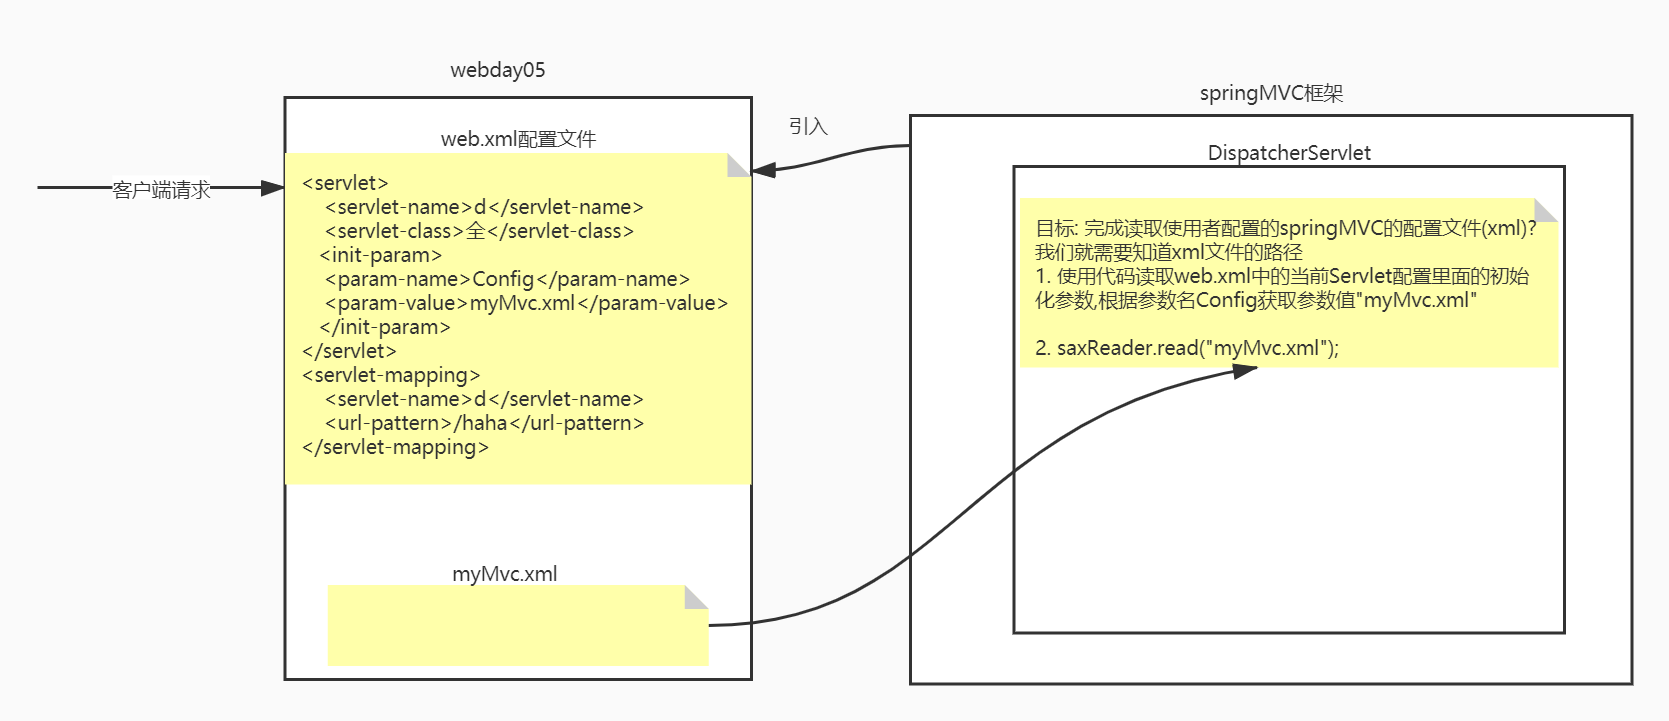 webday05
web.xml配置文件
客户端请求
<servlet>
<servlet-name>d</servlet-name>
<servlet-class>全</servlet-class>
<init-param>
<param-name>Config</param-name>
<param-value>myMvc.xml</param-value>
</init-param>
</servlet>
<servlet-mapping>
<servlet-name>d</servlet-name>
<url-pattern>/haha</url-pattern>
</servlet-mapping>
myMvc.xml
引入
springMVC框架
DispatcherServlet
目标: 完成读取使用者配置的springMVC的配置文件(xml)?
我们就需要知道xml文件的路径
1. 使用代码读取web.xml中的当前Servlet配置里面的初始
化参数,根据参数名Config获取参数值"myMvc.xml"
2. saxReader.read("myMvc.xml");